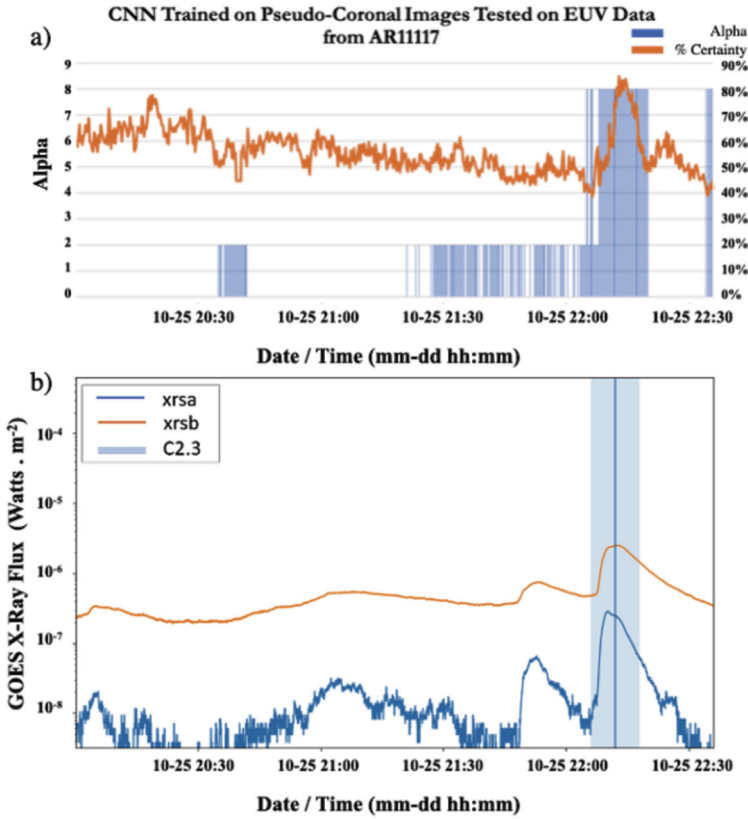 CNN Trained on Pseudo-Coronal Images Tested on EUV Data
from AR11117
a)
Alpha
% Certainty
9
8
7
6
5
4
3
2
1
0
Alpha
90%
80%
70%
60%
50%
40%
30%
20%
10%
0%
10-25 20:30 10-25 21:00 10-25 21:30 10-25 22:00 10-25 22:30
Date / Time (mm-dd hh:mm)
b)
xrsa
xrsb
C2.3
10-4
10-5
10-6
10-7
10-8
GOES X-Ray Flux (Watts . m-2)
10-25 20:30 10-25 21:00 10-25 21:30 10-25 22:00 10-25 22:30
Date / Time (mm-dd hh:mm)